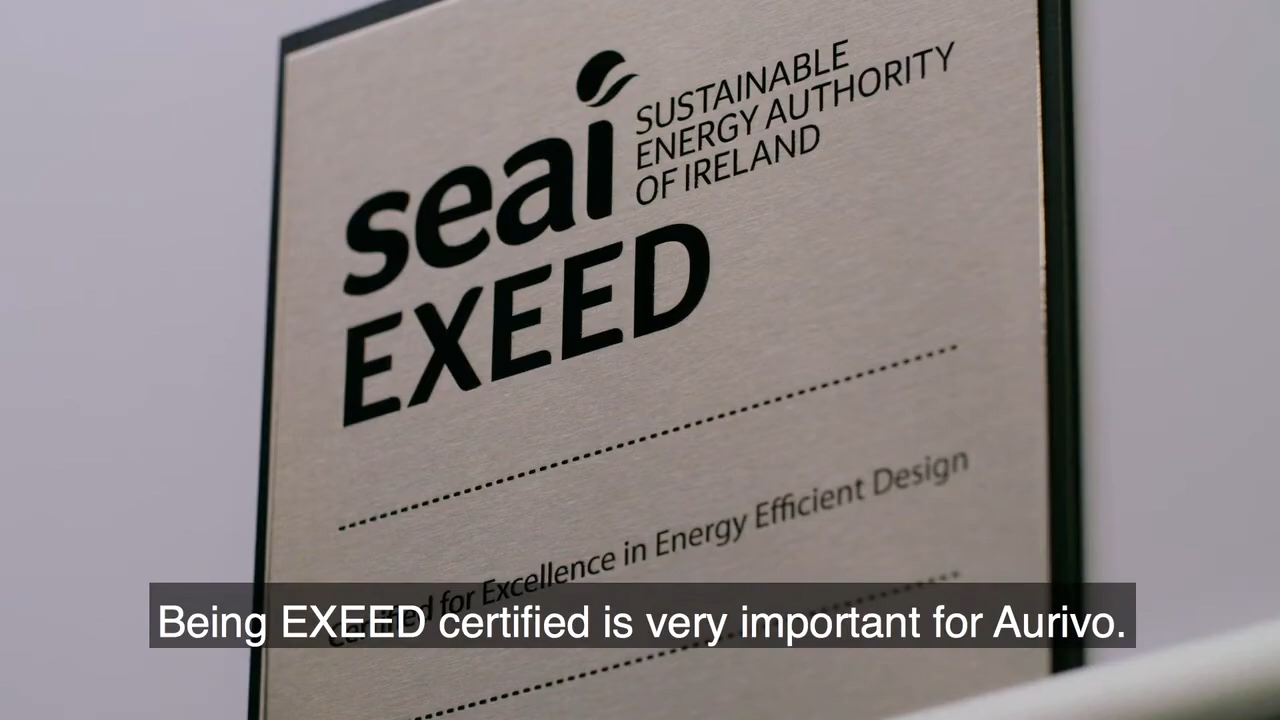 seai
SUSTAINABLE
ENERGY AUTHORITY
OF IRELAND
EXEED
Certified for Excellence in Energy Efficient Design
Being EXEED certified is very important for Aurivo.